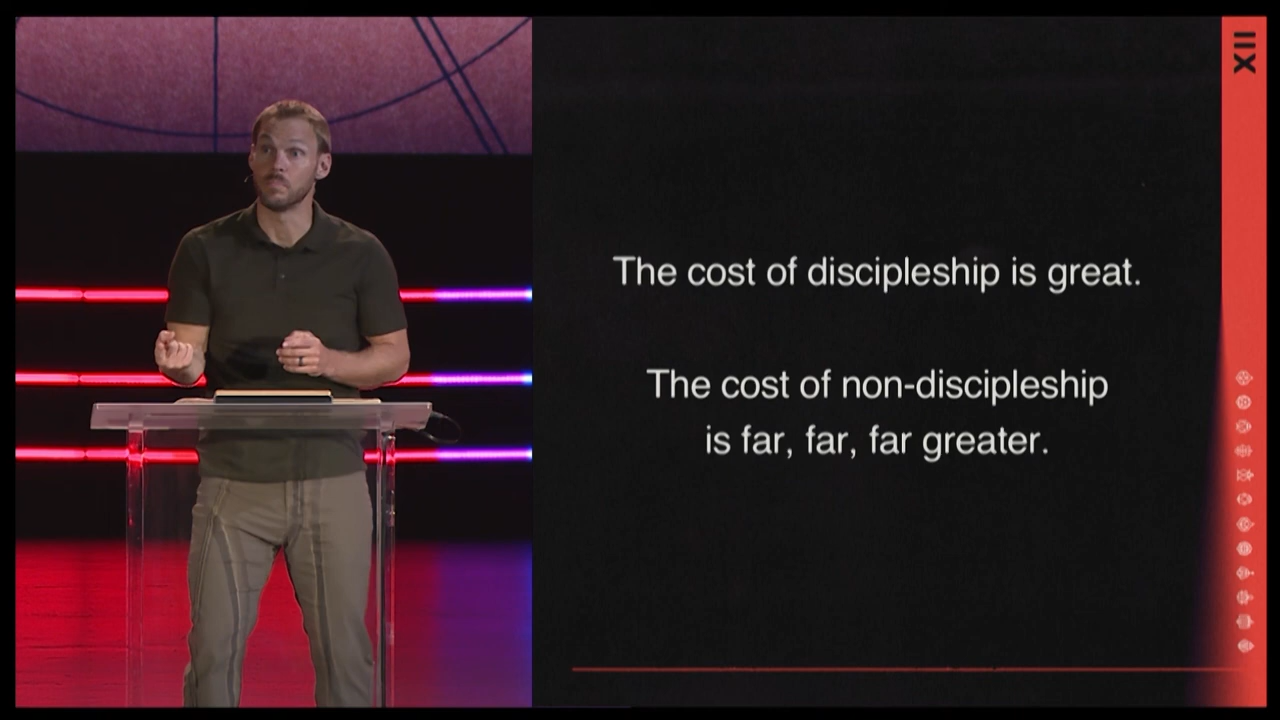 XII
The cost of discipleship is great.
The cost of non-discipleship
is far, far, far greater.